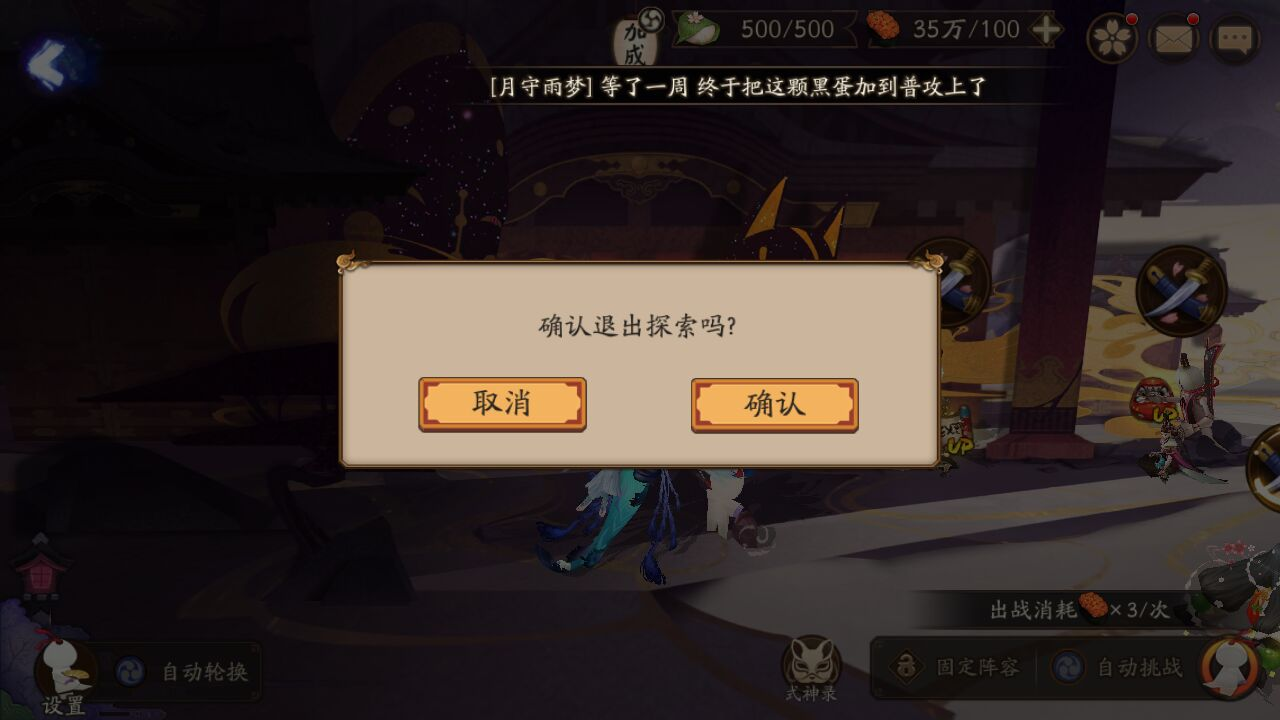 加成
500/500
35万/100
[月守雨梦] 等了一周 终于把这颗黑蛋加到普攻上了
确认退出探索吗?
取消
确认
UP
UP
出战消耗 ×3/次
设置
自动轮换
式神录
固定阵容
自动挑战